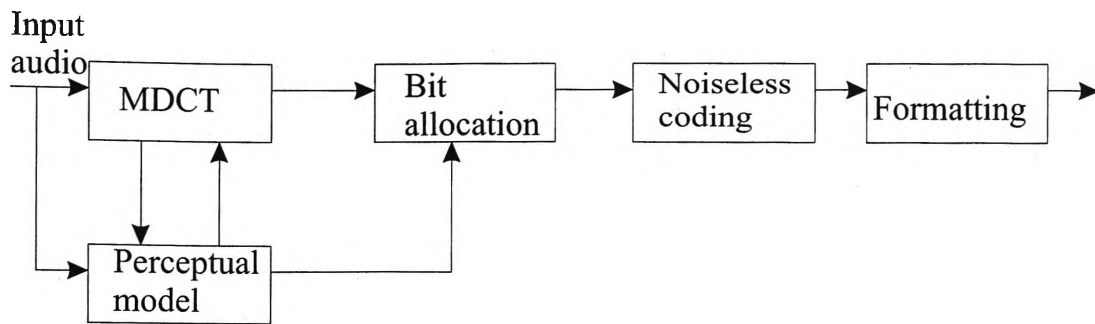 Input
audio
MDCT
Bit
allocation
Noiseless
coding
Formatting
Perceptual
model